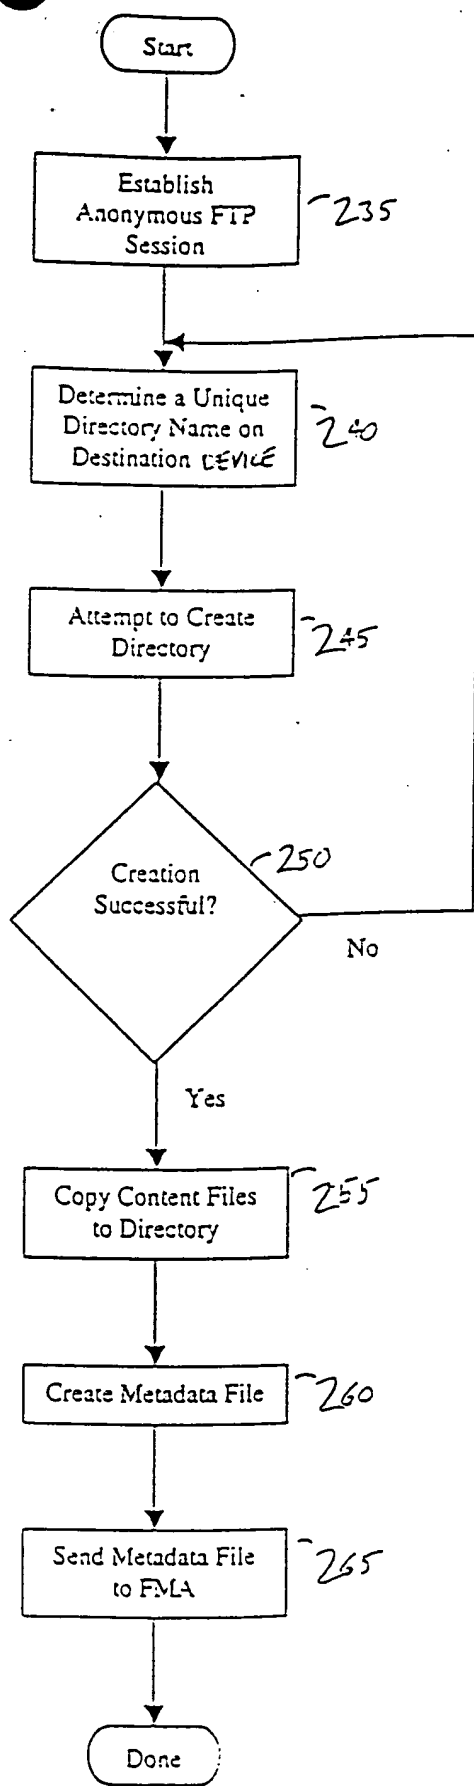 Start
Establish
Anonymous FTP
Session
235
Determine a Unique
Directory Name on
Destination DEVICE
240
Attempt to Create
Directory
245
Creation
Successful?
250
No
Yes
Copy Content Files
to Directory
255
Create Metadata File
260
Send Metadata File
to FMA
265
Done